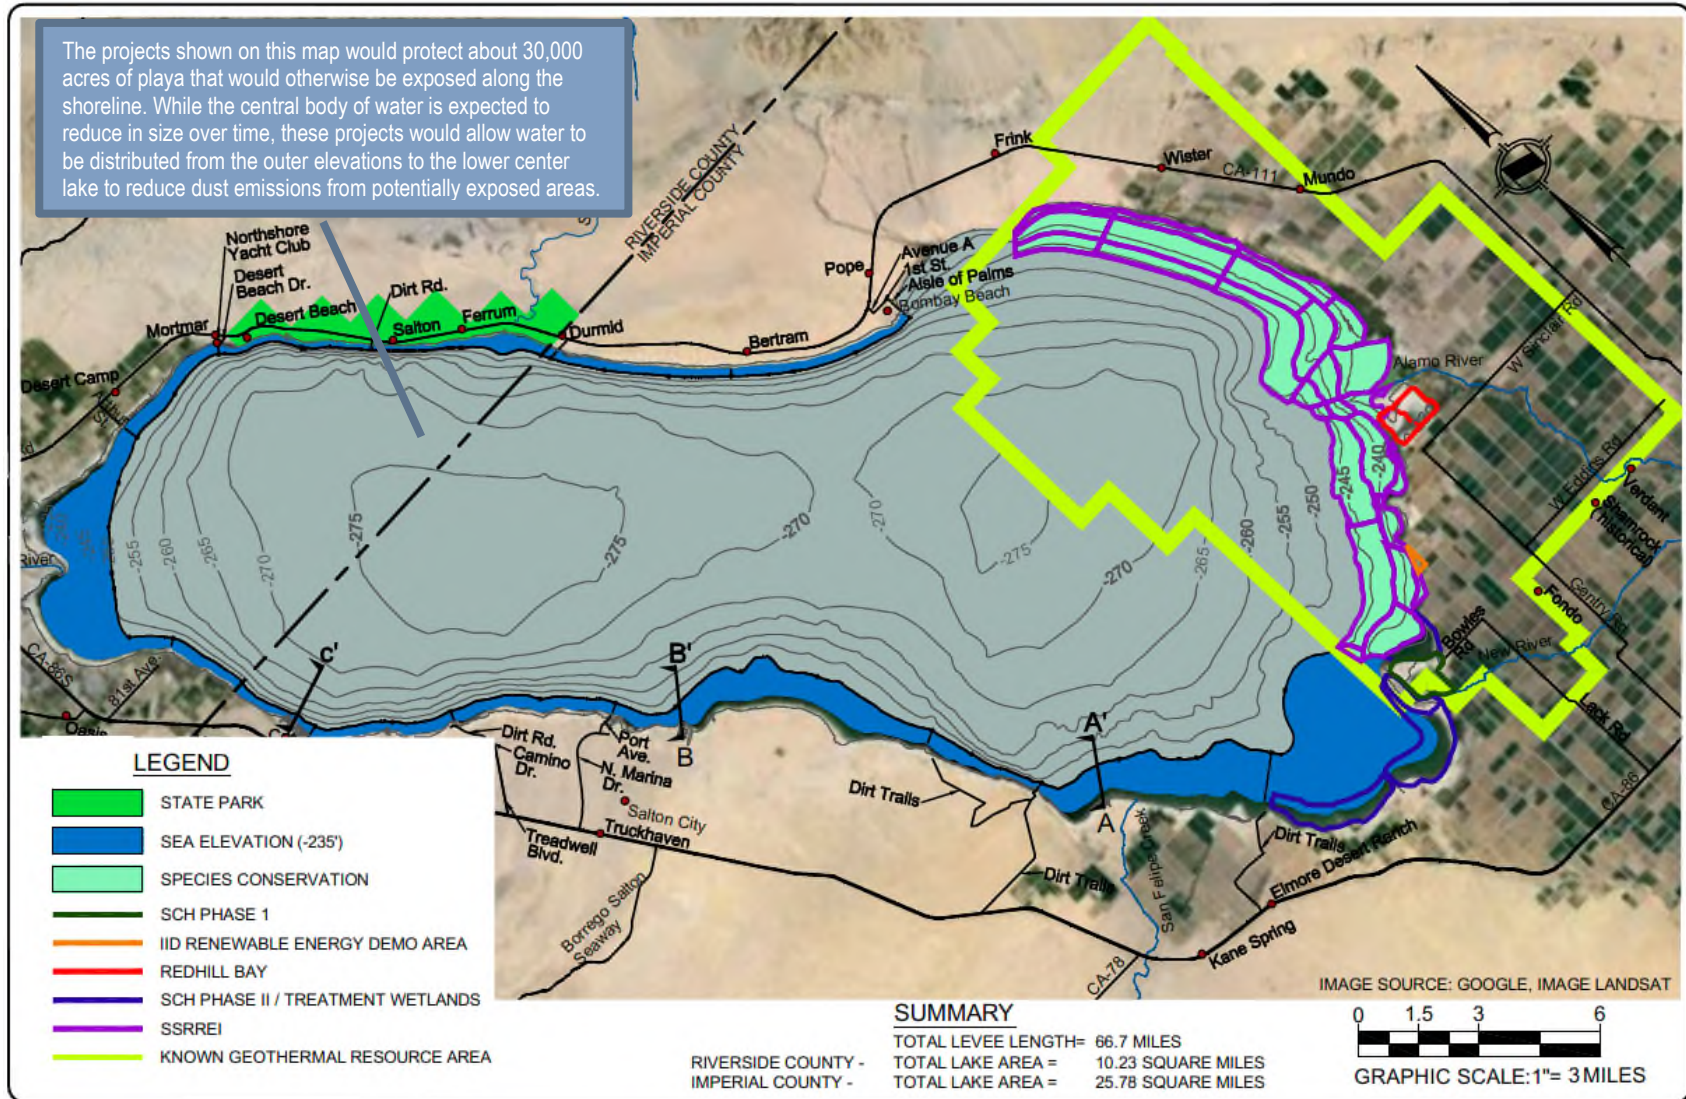 The projects shown on this map would protect about 30,000
acres of playa that would otherwise be exposed along the
shoreline. While the central body of water is expected to
reduce in size over time, these projects would allow water to
be distributed from the outer elevations to the lower center
lake to reduce dust emissions from potentially exposed areas.
RIVERSIDE COUNTY
IMPERIAL COUNTY
Frink
Wister
CA-111
Mundo
Northshore
Yacht Club
Desert
Beach Dr.
Mortmar
Desert Beach
Dirt Rd.
Salton
Ferrum
Durmid
Bertram
Pope
Avenue A
1st St.
Aisle of Palms
Bombay Beach
Desert Camp
St.
Rd
River
Alamo River
W Sinclair Rd
W Eddins Rd
Verdant
Shamrock
(historical)
Gentry Rd
Fondo
Bowles
Rd
New River
Lack Rd
CA-86
-255
-260
-265
-270
-275
-275
-270
-270
-275
-270
-265
-260
-255
-250
-245
-240
C'
B'
B
A'
A
CA-86S
81st Ave.
Oasis
Dirt Rd.
Camino
Dr.
Port
Ave.
N. Marina
Dr.
Salton City
Truckhaven
Treadwell
Blvd.
Borrego Salton
Seaway
Dirt Trails
Dirt Trails
San Felipe Creek
Dirt Trails
Elmore Desert Ranch
Kane Spring
CA-78
LEGEND
STATE PARK
SEA ELEVATION (-235')
SPECIES CONSERVATION
SCH PHASE 1
IID RENEWABLE ENERGY DEMO AREA
REDHILL BAY
SCH PHASE II / TREATMENT WETLANDS
SSRREI
KNOWN GEOTHERMAL RESOURCE AREA
SUMMARY
TOTAL LEVEE LENGTH= 66.7 MILES
RIVERSIDE COUNTY - TOTAL LAKE AREA = 10.23 SQUARE MILES
IMPERIAL COUNTY - TOTAL LAKE AREA = 25.78 SQUARE MILES
IMAGE SOURCE: GOOGLE, IMAGE LANDSAT
0 1.5 3 6
GRAPHIC SCALE:1"= 3 MILES